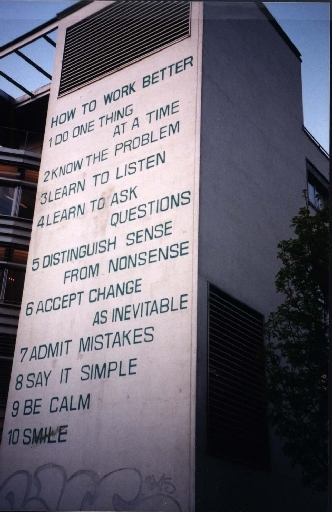 HOW TO WORK BETTER
1 DO ONE THING
AT A TIME
2 KNOW THE PROBLEM
3 LEARN TO LISTEN
4 LEARN TO ASK
QUESTIONS
5 DISTINGUISH SENSE
FROM NONSENSE
6 ACCEPT CHANGE
AS INEVITABLE
7 ADMIT MISTAKES
8 SAY IT SIMPLE
9 BE CALM
10 SMILE